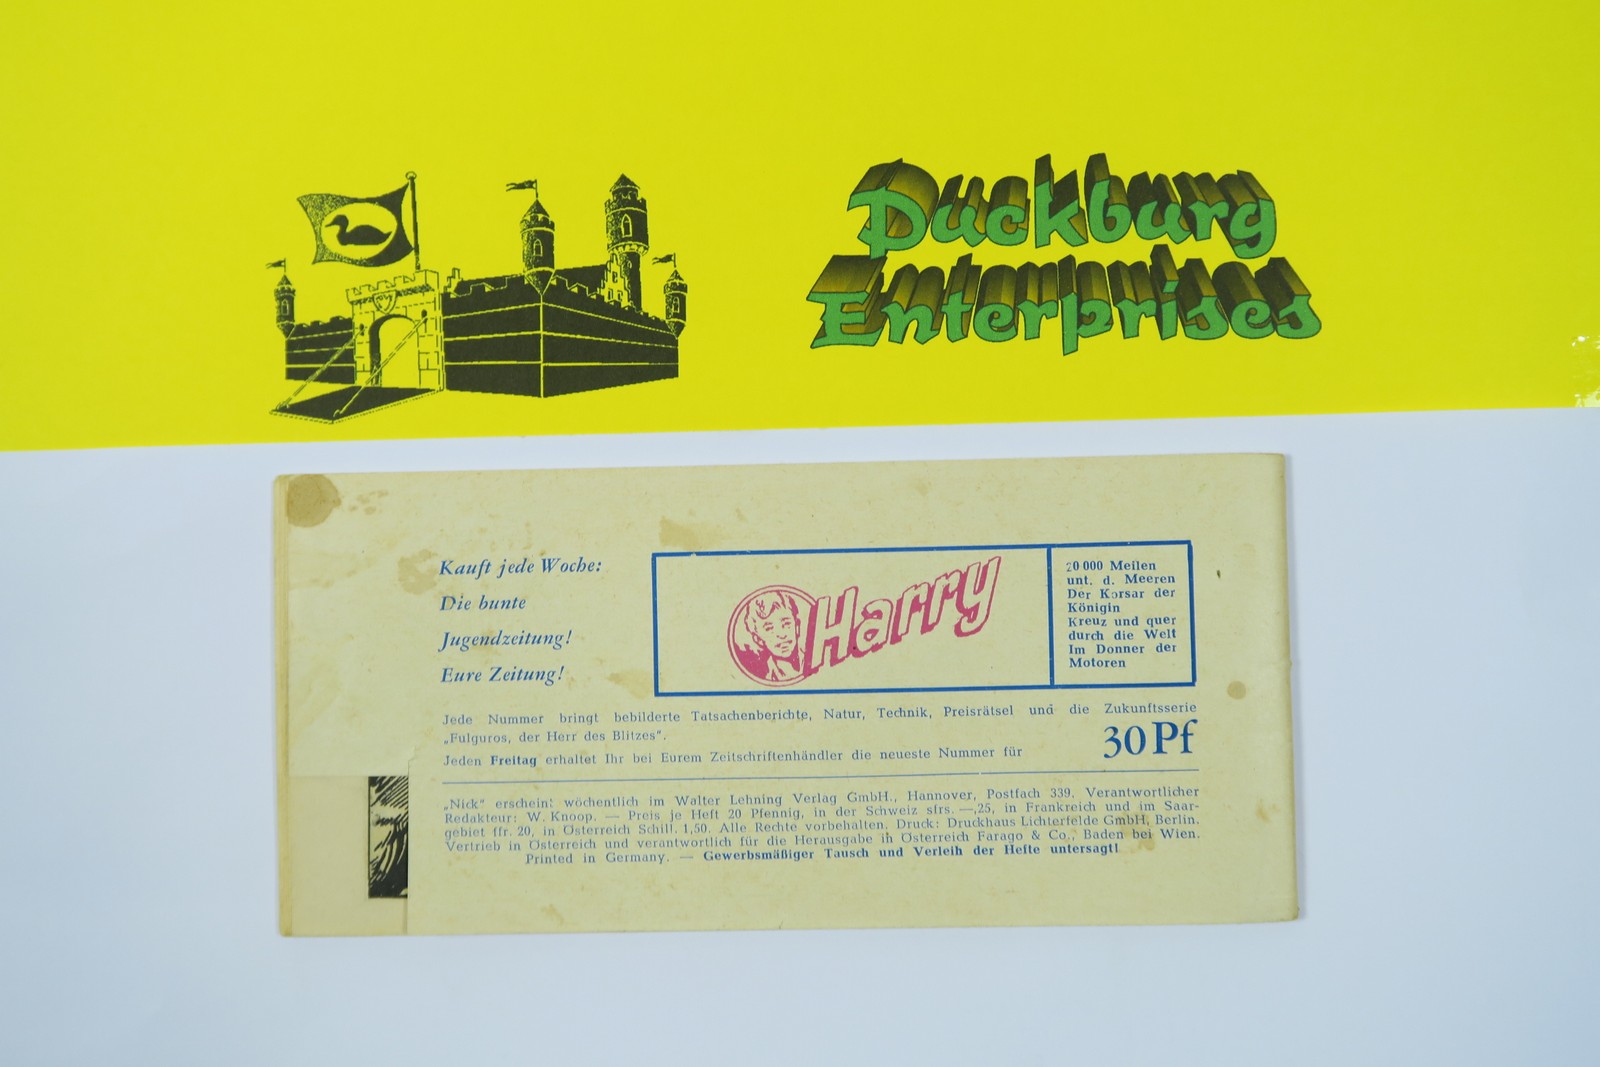 Duckburg
Enterprises
Kauft jede Woche:
Die bunte
Jugendzeitung!
Eure Zeitung!
Harry
20 000 Meilen
unt. d. Meeren
Der Korsar der
Königin
Kreuz und quer
durch die Welt
Im Donner der
Motoren
Jede Nummer bringt bebilderte Tatsachenberichte, Natur, Technik, Preisrätsel und die Zukunftsserie
„Fulguros, der Herr des Blitzes".
Jeden Freitag erhaltet Ihr bei Eurem Zeitschriftenhändler die neueste Nummer für
30 Pf
„Nick" erscheint wöchentlich im Walter Lehning Verlag GmbH., Hannover, Postfach 339. Verantwortlicher
Redakteur: W. Knoop. — Preis je Heft 20 Pfennig, in der Schweiz sfrs. —,25, in Frankreich und im Saar-
gebiet ffr. 20, in Österreich Schill. 1,50. Alle Rechte vorbehalten. Druck: Druckhaus Lichterfelde GmbH, Berlin.
Vertrieb in Österreich und verantwortlich für die Herausgabe in Österreich Farago & Co., Baden bei Wien.
Printed in Germany. — Gewerbsmäßiger Tausch und Verleih der Hefte untersagt!